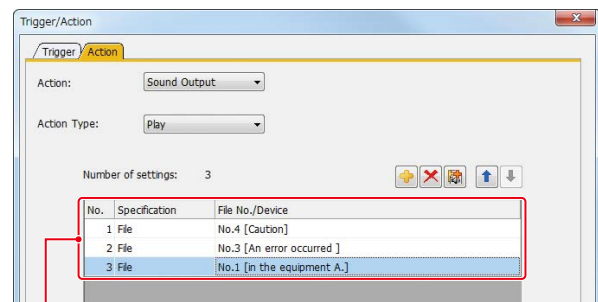 Trigger/Action
Trigger Action
Action: Sound Output
Action Type: Play
Number of settings: 3
No. Specification File No./Device
1 File No.4 [Caution]
2 File No.3 [An error occurred ]
3 File No.1 [in the equipment A.]